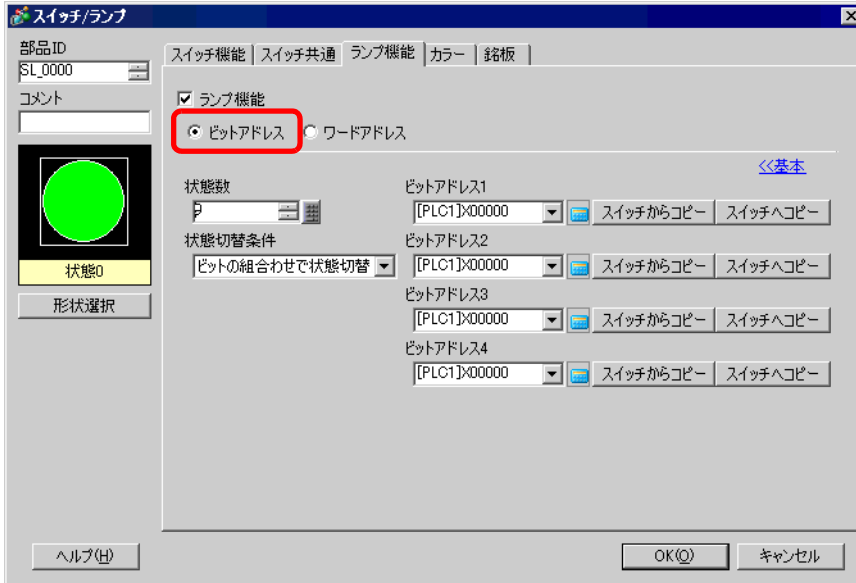 スイッチ/ランプ
部品ID
SL_0000
コメント
状態0
形状選択
スイッチ機能 スイッチ共通 ランプ機能 カラー 銘板
ランプ機能
ビットアドレス ワードアドレス
<<基本
状態数
状態切替条件
ビットの組合わせで状態切替
ビットアドレス1
[PLC1]X00000 スイッチからコピー スイッチへコピー
ビットアドレス2
[PLC1]X00000 スイッチからコピー スイッチへコピー
ビットアドレス3
[PLC1]X00000 スイッチからコピー スイッチへコピー
ビットアドレス4
[PLC1]X00000 スイッチからコピー スイッチへコピー
ヘルプ(H) OK(O) キャンセル